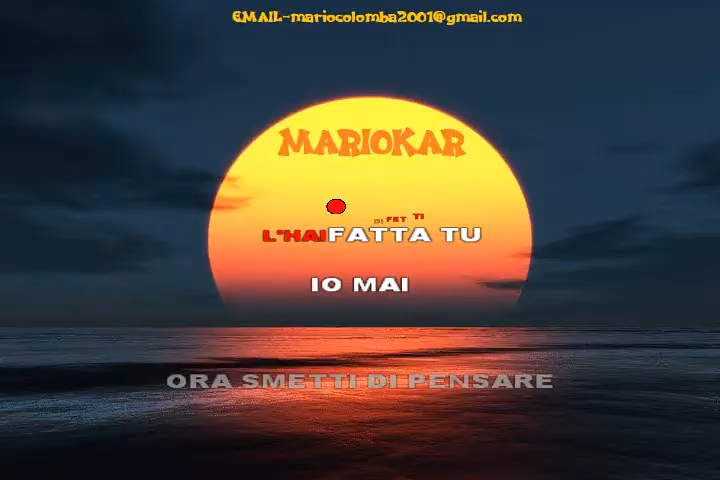 EMAIL-mariocolomba2001@gmail.com
MARIOKAR
DI FET TI
L'HAI FATTA TU
IO MAI
ORA SMETTI DI PENSARE